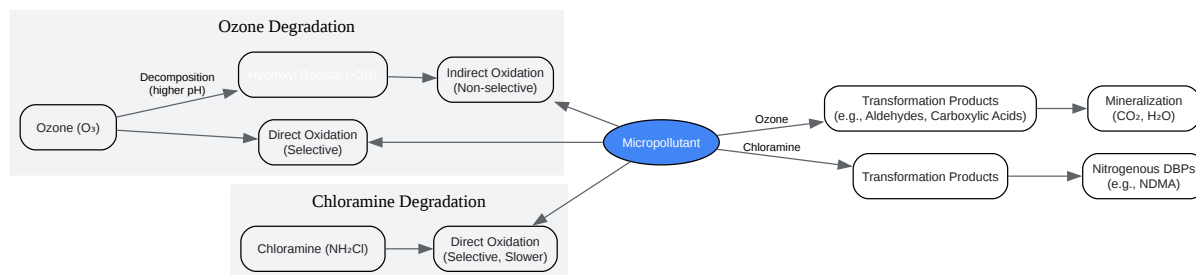 Ozone Degradation
Decomposition
(higher pH)
Hydroxyl Radical (•OH)
Indirect Oxidation
(Non-selective)
Ozone (O₃)
Direct Oxidation
(Selective)
Micropollutant
Ozone
Chloramine
Transformation Products
(e.g., Aldehydes, Carboxylic Acids)
Mineralization
(CO₂, H₂O)
Transformation Products
Nitrogenous DBPs
(e.g., NDMA)
Chloramine Degradation
Chloramine (NH₂Cl)
Direct Oxidation
(Selective, Slower)